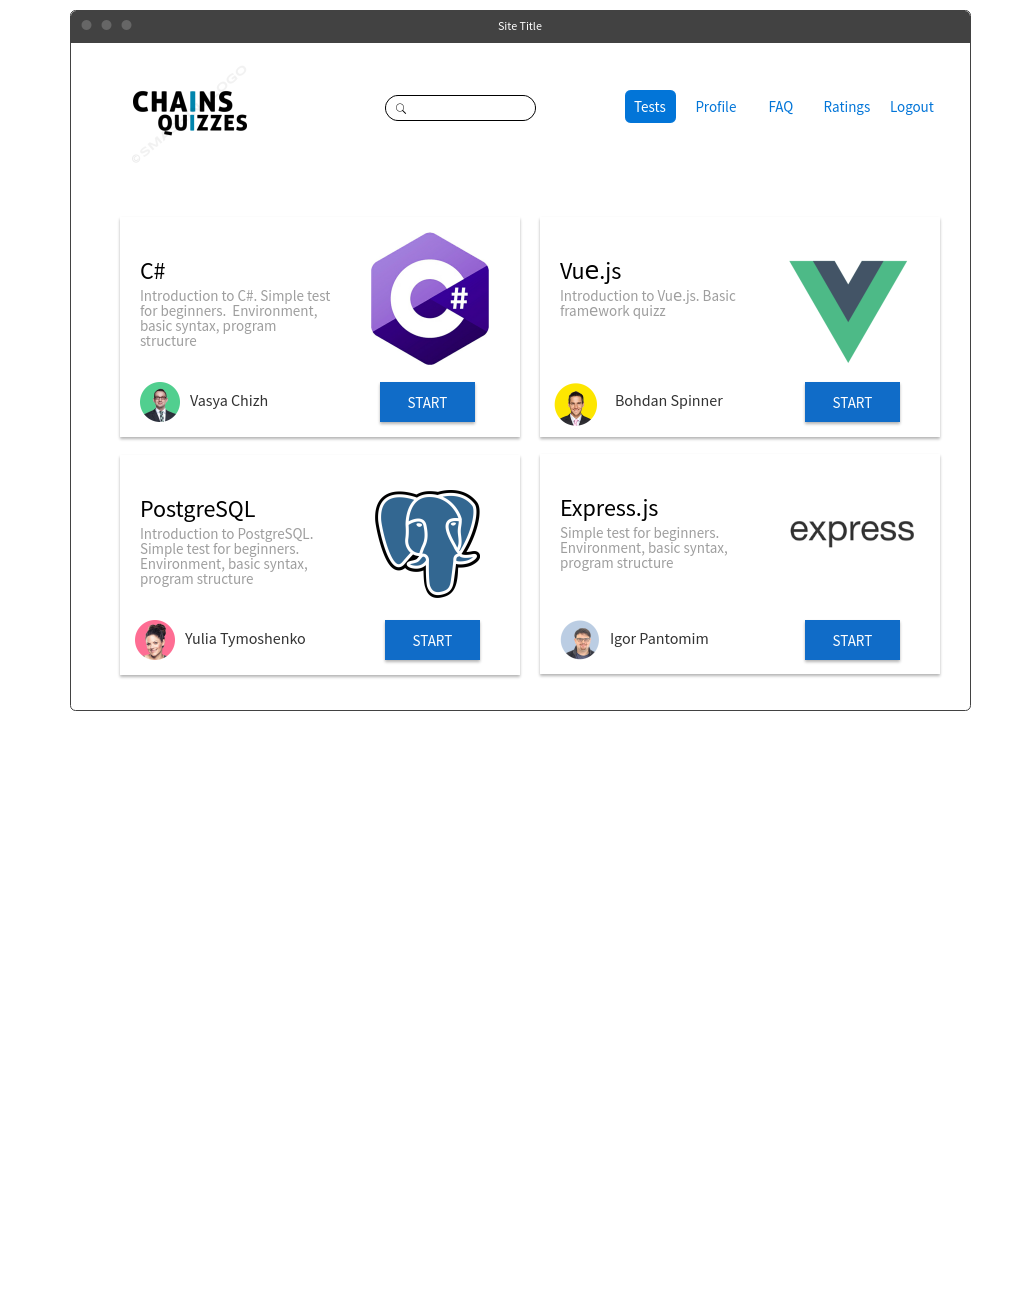 Site Title
CHAINS
QUIZZES
Tests
Profile
FAQ
Ratings
Logout
C#
Introduction to C#. Simple test
for beginners.  Environment,
basic syntax, program
structure
C#
Vasya Chizh
START
Vue.js
Introduction to Vue.js. Basic
framework quizz
Bohdan Spinner
START
PostgreSQL
Introduction to PostgreSQL.
Simple test for beginners.
Environment, basic syntax,
program structure
Yulia Tymoshenko
START
Express.js
Simple test for beginners.
Environment, basic syntax,
program structure
express
Igor Pantomim
START